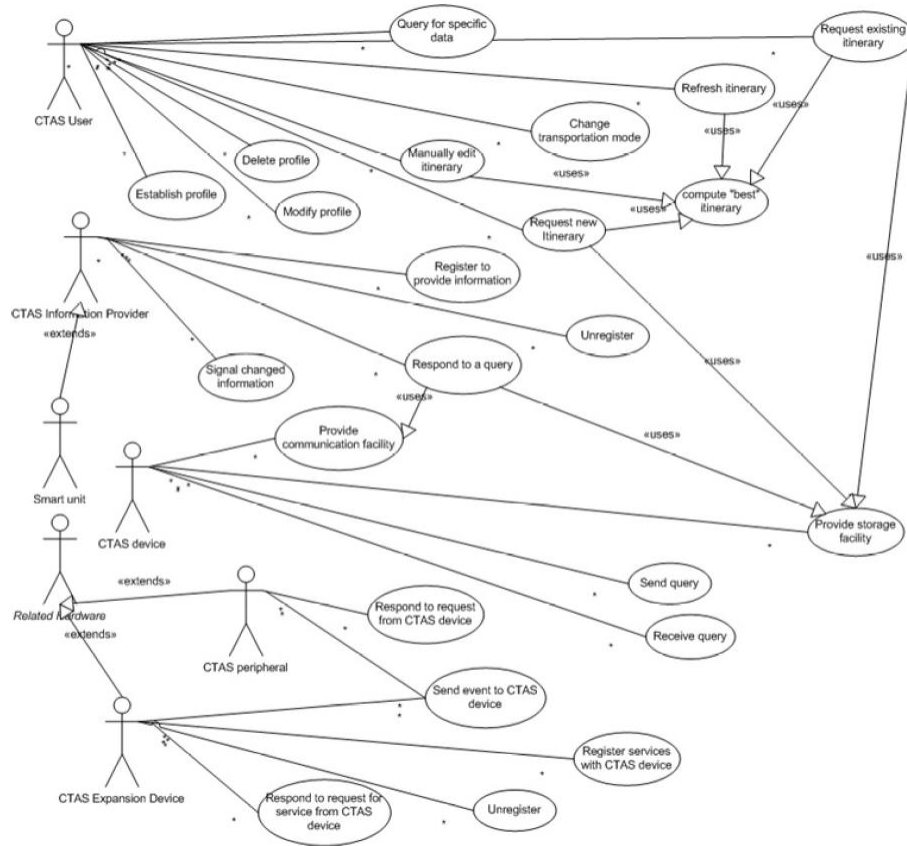 Query for specific
data
Request existing
itinerary
Refresh itinerary
«uses»
CTAS User
Change
transportation mode
«uses»
Manually edit
itinerary
Delete profile
«uses»
Establish profile
Modify profile
compute "best"
itinerary
«uses»
Request new
Itinerary
«uses»
Register to
provide information
CTAS Information Provider
«extends»
Unregister
Signal changed
information
Respond to a query
«uses»
«uses»
Provide
communication facility
«uses»
Smart unit
CTAS device
Provide storage
facility
«extends»
Send query
Related Hardware
«extends»
Respond to request
from CTAS device
Receive query
CTAS peripheral
Send event to CTAS
device
Register services
with CTAS device
CTAS Expansion Device
Respond to request for
service from CTAS
device
Unregister